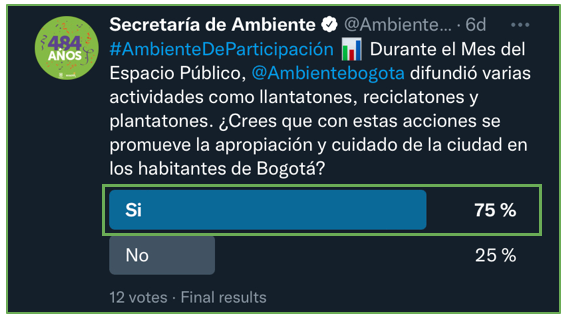 484
AÑOS
Secretaría de Ambiente @Ambiente... · 6d
#AmbienteDeParticipación 📊 Durante el Mes del
Espacio Público, @Ambientebogota difundió varias
actividades como llantatones, reciclatones y
plantatones. ¿Crees que con estas acciones se
promueve la apropiación y cuidado de la ciudad en
los habitantes de Bogotá?
Si 75 %
No 25 %
12 votes · Final results